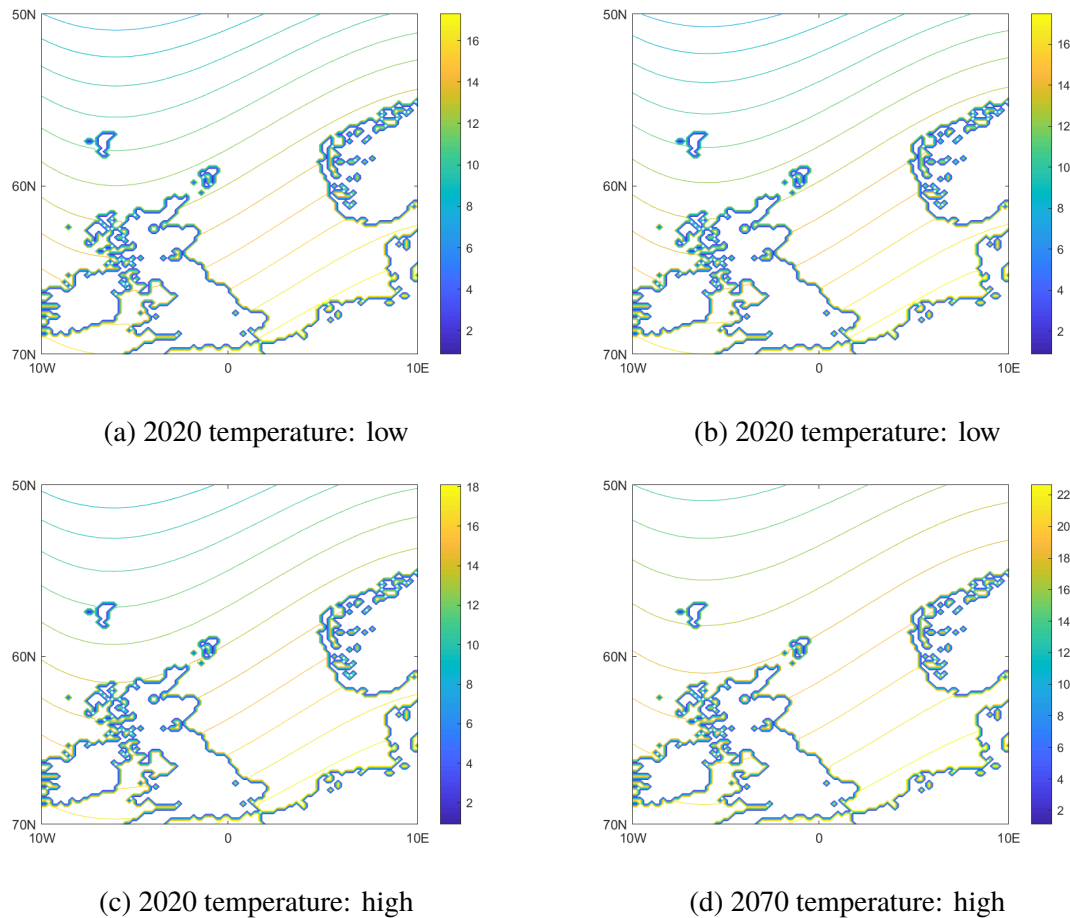 50N
60N
70N
10W
0
10E
16
14
12
10
8
6
4
2
(a) 2020 temperature: low
50N
60N
70N
10W
0
10E
16
14
12
10
8
6
4
2
(b) 2020 temperature: low
50N
60N
70N
10W
0
10E
18
16
14
12
10
8
6
4
2
(c) 2020 temperature: high
50N
60N
70N
10W
0
10E
22
20
18
16
14
12
10
8
6
4
2
(d) 2070 temperature: high